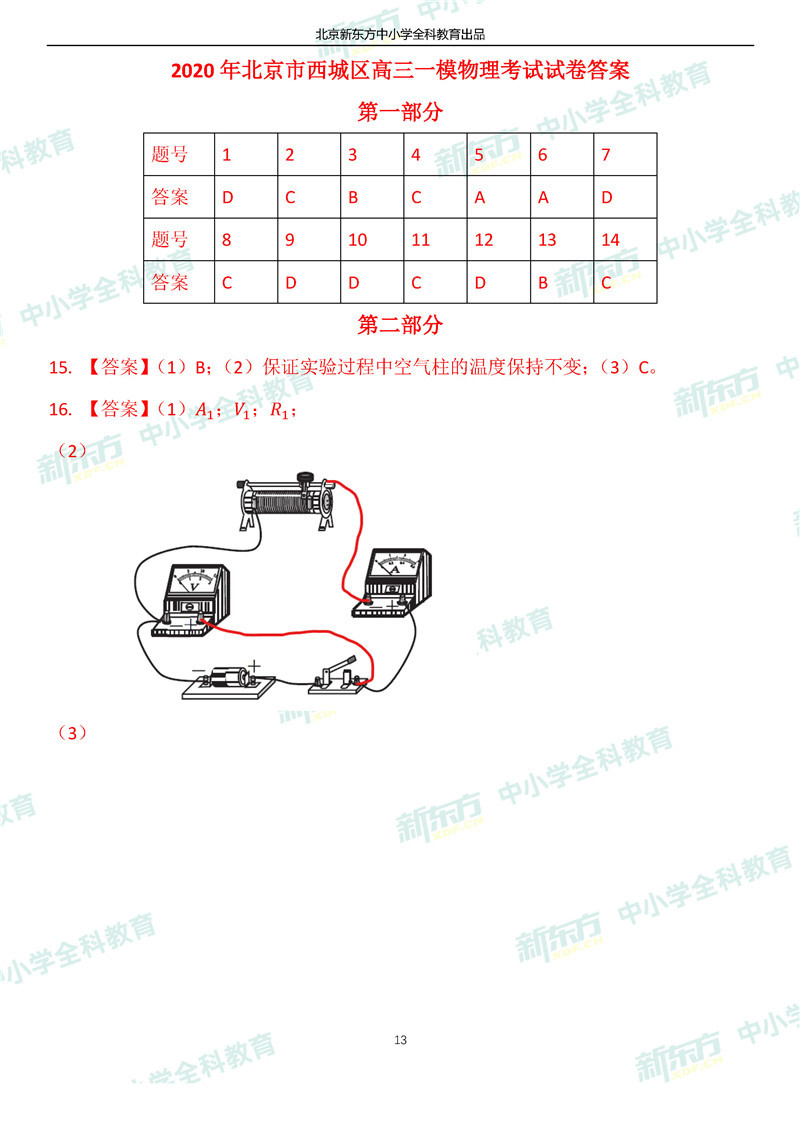 北京新东方中小学全科教育出品
2020 年北京市西城区高三一模物理考试试卷答案
第一部分
题号 1 2 3 4 5 6 7
答案 D C B C A A D
题号 8 9 10 11 12 13 14
答案 C D D C D B C
第二部分
15. 【答案】（1）B；（2）保证实验过程中空气柱的温度保持不变；（3）C。
16. 【答案】（1）A₁；V₁；R₁；
（2）
V
A
− +
− +
− +
（3）
13
新东方 XDF.CN 中小学全科教育